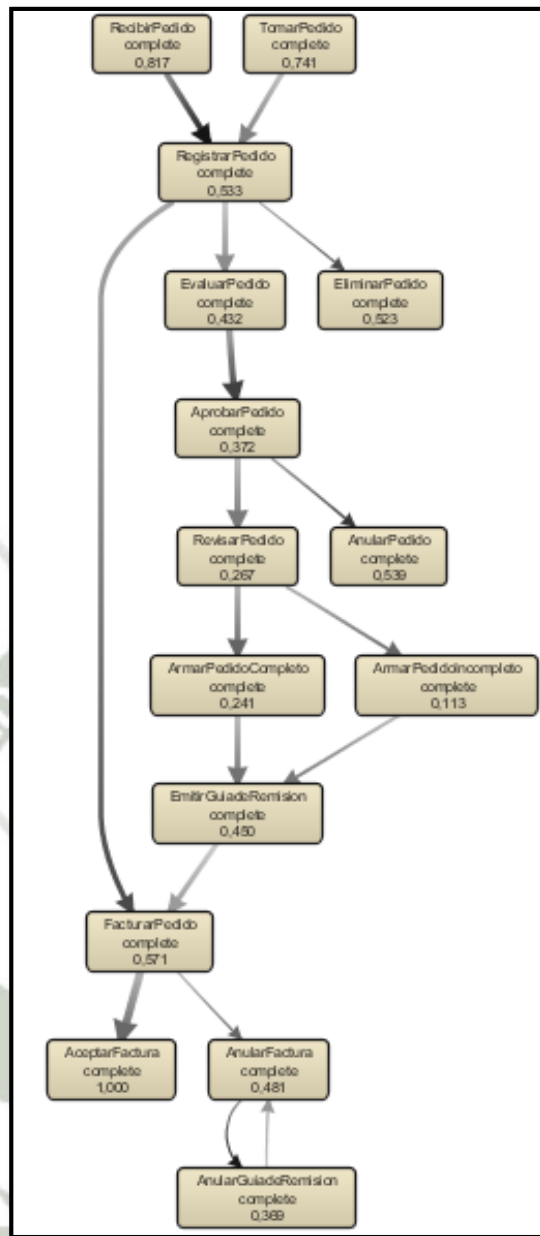 RecibirPedido
complete
0,817
TomarPedido
complete
0,741
RegistrarPedido
complete
0,533
EvaluarPedido
complete
0,432
EliminarPedido
complete
0,523
AprobarPedido
complete
0,372
RevisarPedido
complete
0,267
AnularPedido
complete
0,539
ArmarPedidoCompleto
complete
0,241
ArmarPedidoIncompleto
complete
0,113
EmitirGuiadeRemision
complete
0,450
FacturarPedido
complete
0,571
AceptarFactura
complete
1,000
AnularFactura
complete
0,481
AnularGuiadeRemision
complete
0,369